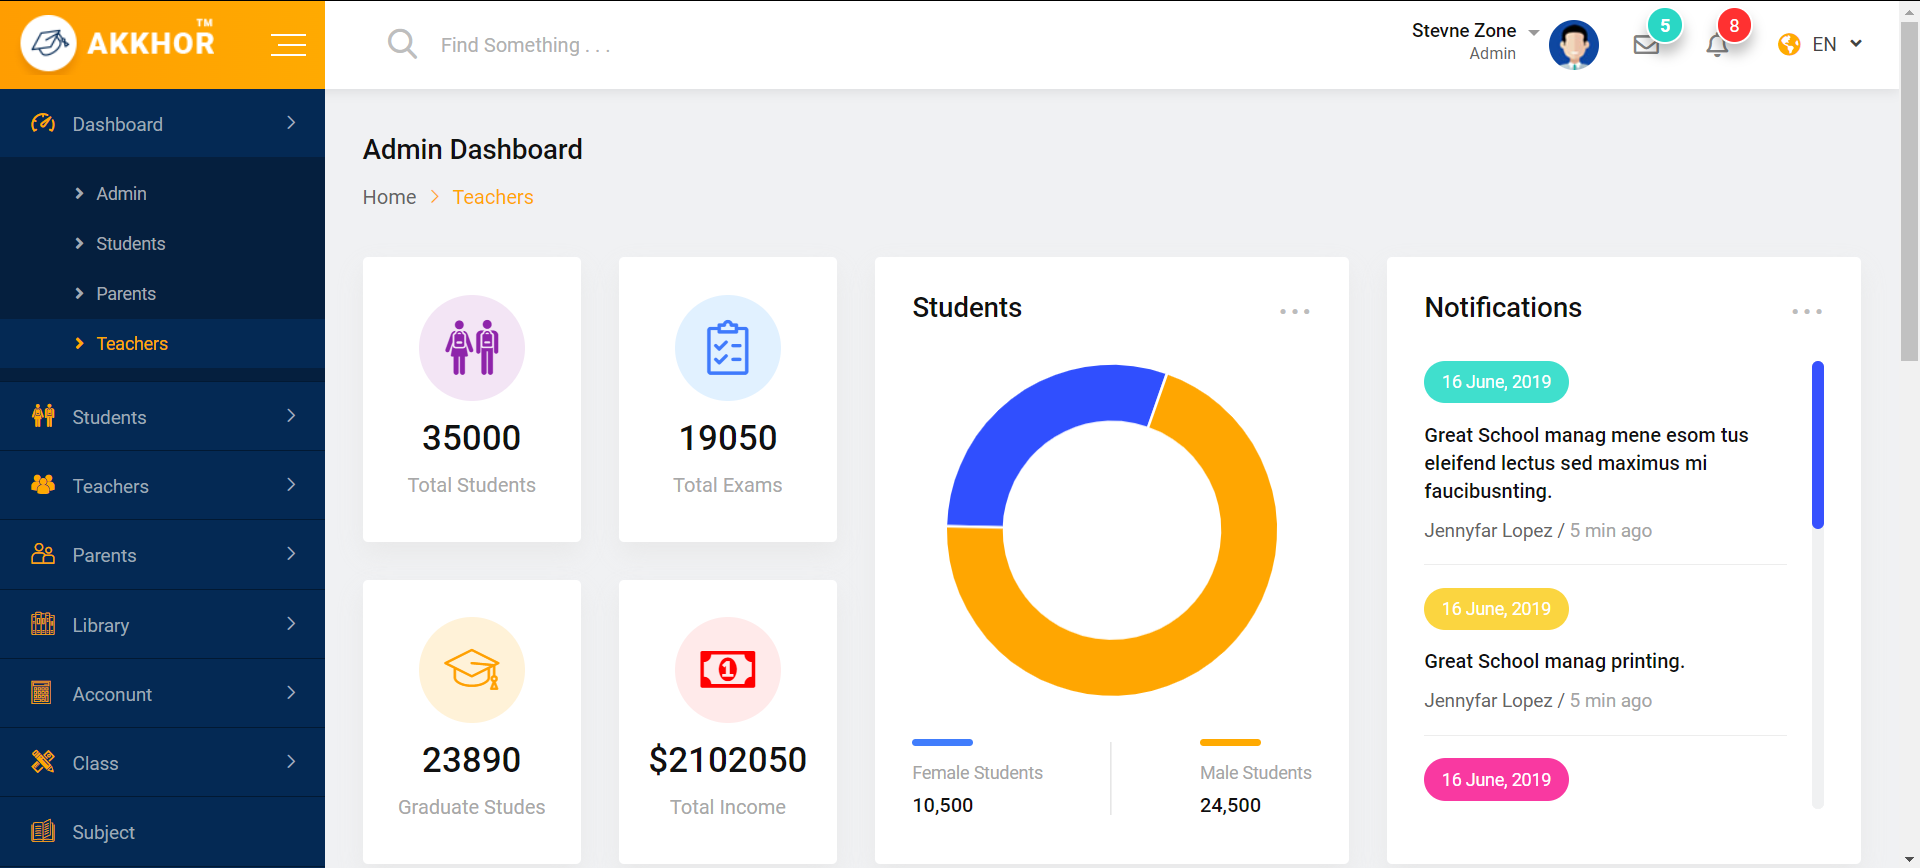 AKKHOR™
Find Something . . .
Stevne Zone
Admin
5
8
EN
Dashboard
Admin
Students
Parents
Teachers
Students
Teachers
Parents
Library
Acconunt
Class
Subject
Admin Dashboard
Home > Teachers
35000
Total Students
19050
Total Exams
23890
Graduate Studes
1
$2102050
Total Income
Students
Female Students
10,500
Male Students
24,500
Notifications
16 June, 2019
Great School manag mene esom tus
eleifend lectus sed maximus mi
faucibusnting.
Jennyfar Lopez / 5 min ago
16 June, 2019
Great School manag printing.
Jennyfar Lopez / 5 min ago
16 June, 2019